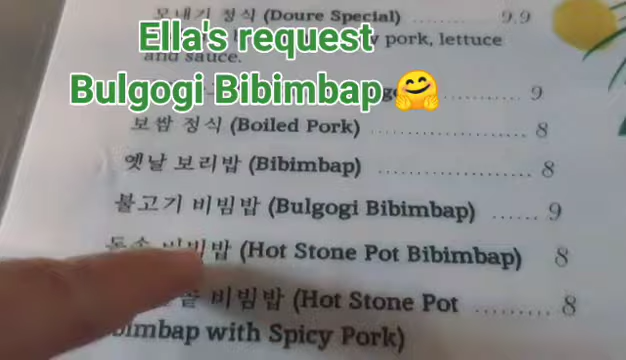 모내기 정식 (Doure Special) ............ 9.9
pork, lettuce
and sauce.
Ella's request
Bulgogi Bibimbap 🤗
............ 9
보쌈 정식 (Boiled Pork) ...................... 8
옛날 보리밥 (Bibimbap) ...................... 8
불고기 비빔밥 (Bulgogi Bibimbap) ...... 9
비빔밥 (Hot Stone Pot Bibimbap) 8
비빔밥 (Hot Stone Pot ......... 8
with Spicy Pork)